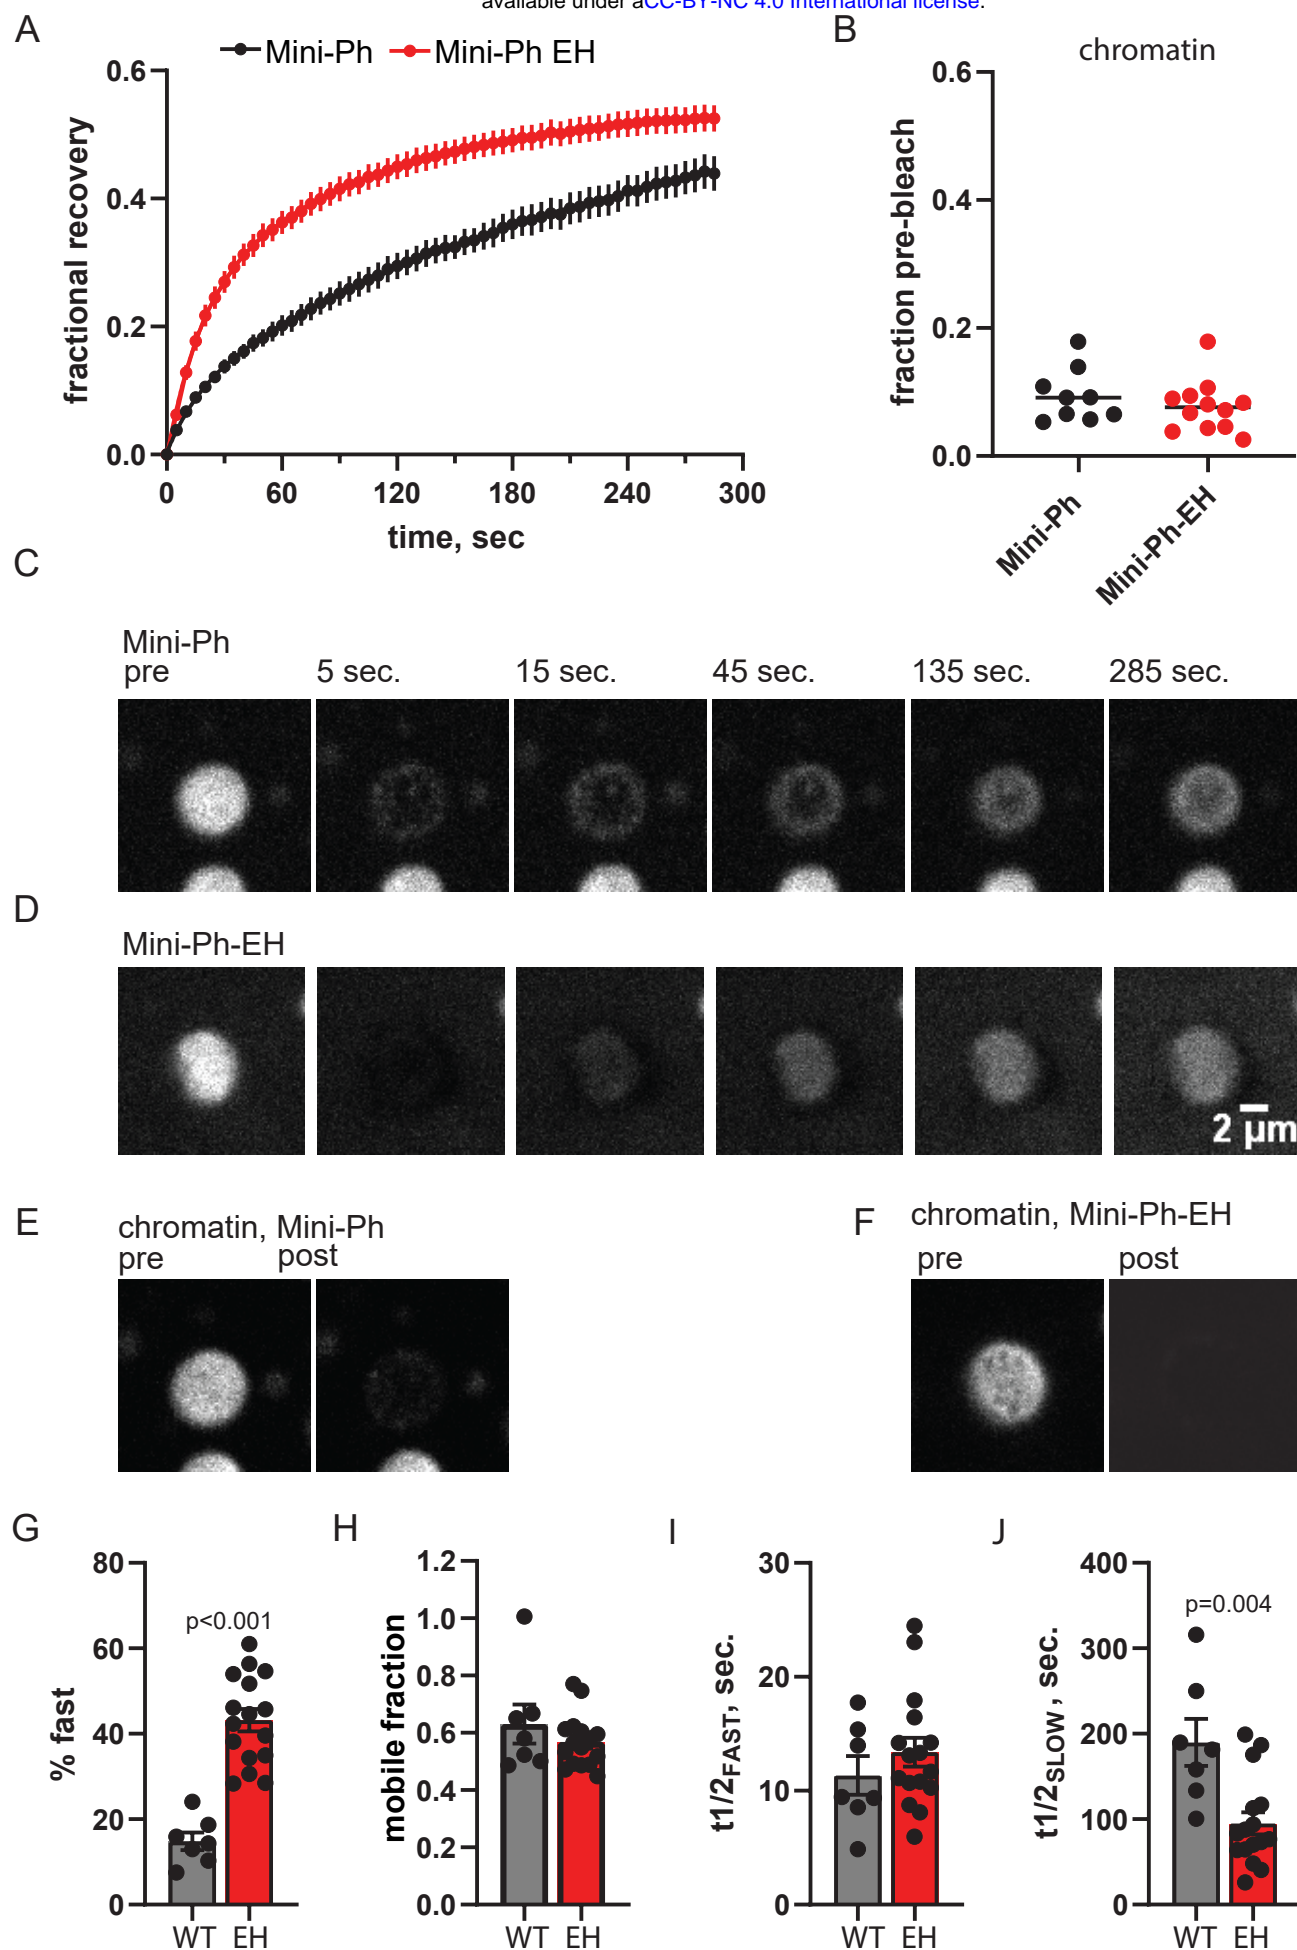 available under aCC-BY-NC 4.0 International license.
A
Mini-Ph Mini-Ph EH
0.6
0.4
0.2
0.0
fractional recovery
0 60 120 180 240 300
time, sec
B
chromatin
0.6
0.4
0.2
0.0
fraction pre-bleach
Mini-Ph
Mini-Ph-EH
C
Mini-Ph
pre 5 sec. 15 sec. 45 sec. 135 sec. 285 sec.
D
Mini-Ph-EH
2 μm
E
chromatin, Mini-Ph
pre post
F
chromatin, Mini-Ph-EH
pre post
G
80
60
40
20
0
% fast
p<0.001
WT EH
H
1.2
1.0
0.8
0.6
0.4
0.2
0.0
mobile fraction
WT EH
I
30
20
10
0
t1/2FAST, sec.
WT EH
J
400
300
200
100
0
t1/2SLOW, sec.
p=0.004
WT EH